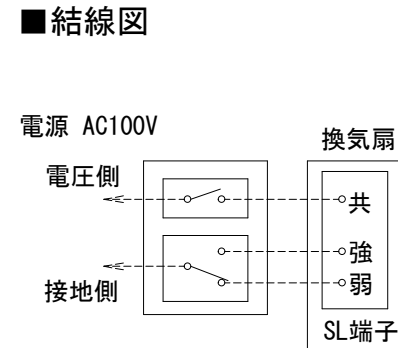 ■結線図
電源 AC100V
換気扇
電圧側
共
強
接地側
弱
SL端子